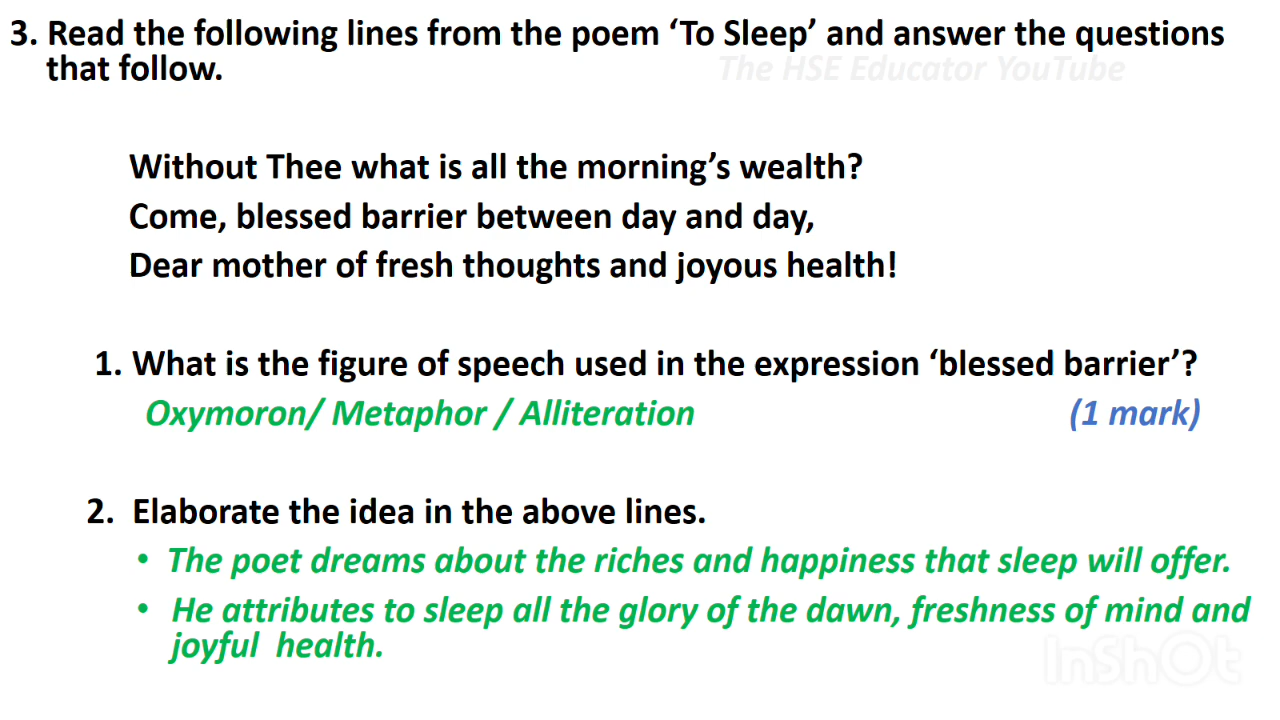 3. Read the following lines from the poem ‘To Sleep’ and answer the questions
that follow.
The HSE Educator YouTube
Without Thee what is all the morning’s wealth?
Come, blessed barrier between day and day,
Dear mother of fresh thoughts and joyous health!
1. What is the figure of speech used in the expression ‘blessed barrier’?
Oxymoron/ Metaphor / Alliteration (1 mark)
2. Elaborate the idea in the above lines.
• The poet dreams about the riches and happiness that sleep will offer.
• He attributes to sleep all the glory of the dawn, freshness of mind and
joyful health.
InShOt